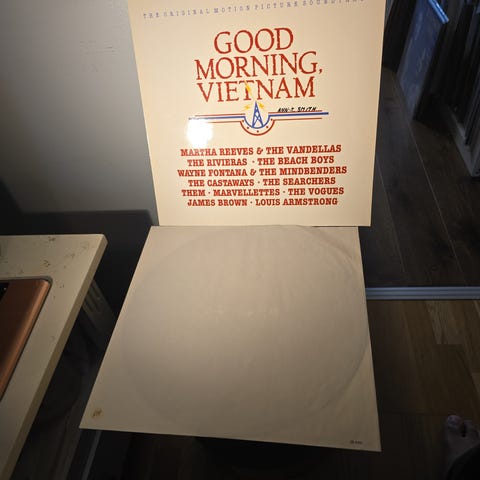 THE ORIGINAL MOTION PICTURE SOUNDTRACK
GOOD
MORNING,
VIETNAM
MARTHA REEVES & THE VANDELLAS
THE RIVIERAS · THE BEACH BOYS
WAYNE FONTANA & THE MINDBENDERS
THE CASTAWAYS · THE SEARCHERS
THEM · MARVELLETTES · THE VOGUES
JAMES BROWN · LOUIS ARMSTRONG